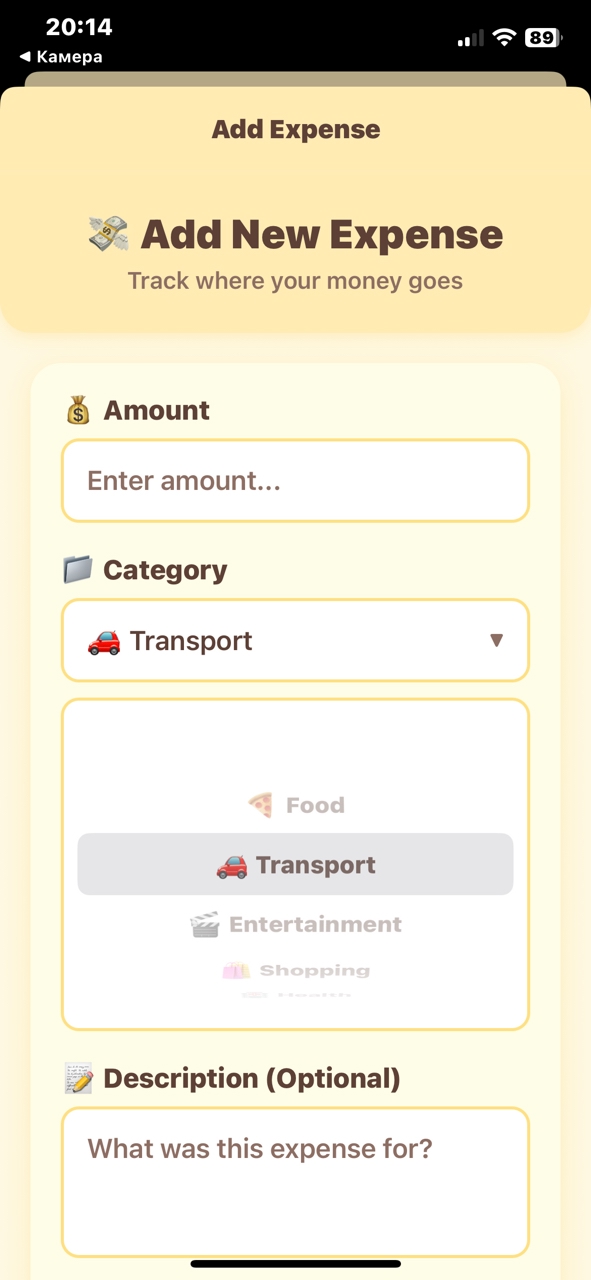 20:14
89
◀ Камера
Add Expense
💸 Add New Expense
Track where your money goes
💰 Amount
Enter amount...
📁 Category
🚗 Transport ▼
🍕 Food
🚗 Transport
🎬 Entertainment
🛍️ Shopping
Health
📝 Description (Optional)
What was this expense for?